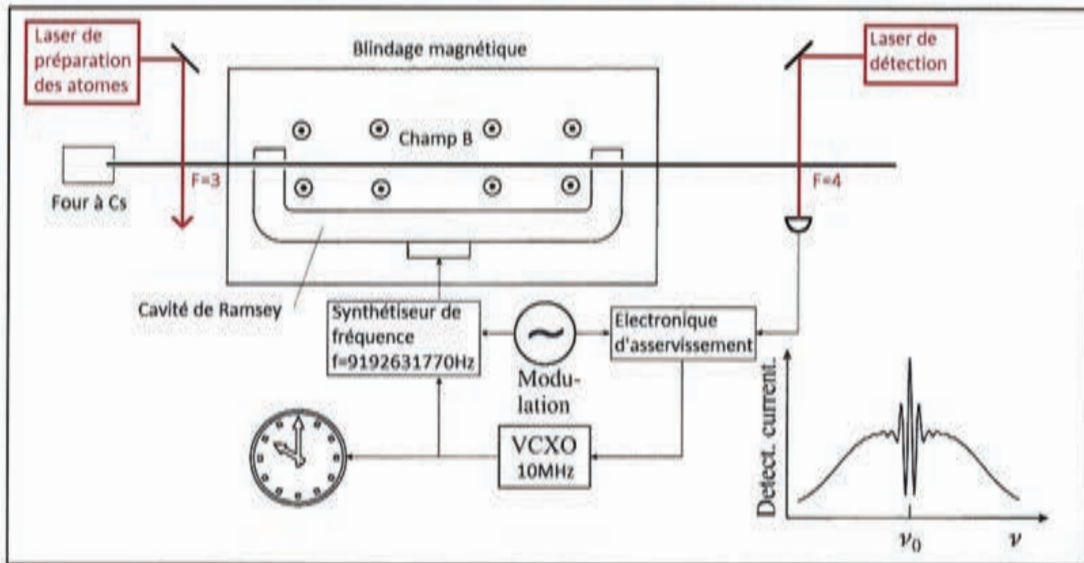 Laser de
préparation
des atomes
Blindage magnétique
Laser de
détection
Champ B
F=3
F=4
Four à Cs
Cavité de Ramsey
Synthétiseur de
fréquence
f=9192631770Hz
Modu-
lation
Electronique
d'asservissement
VCXO
10MHz
Detect. current.
ν₀
ν